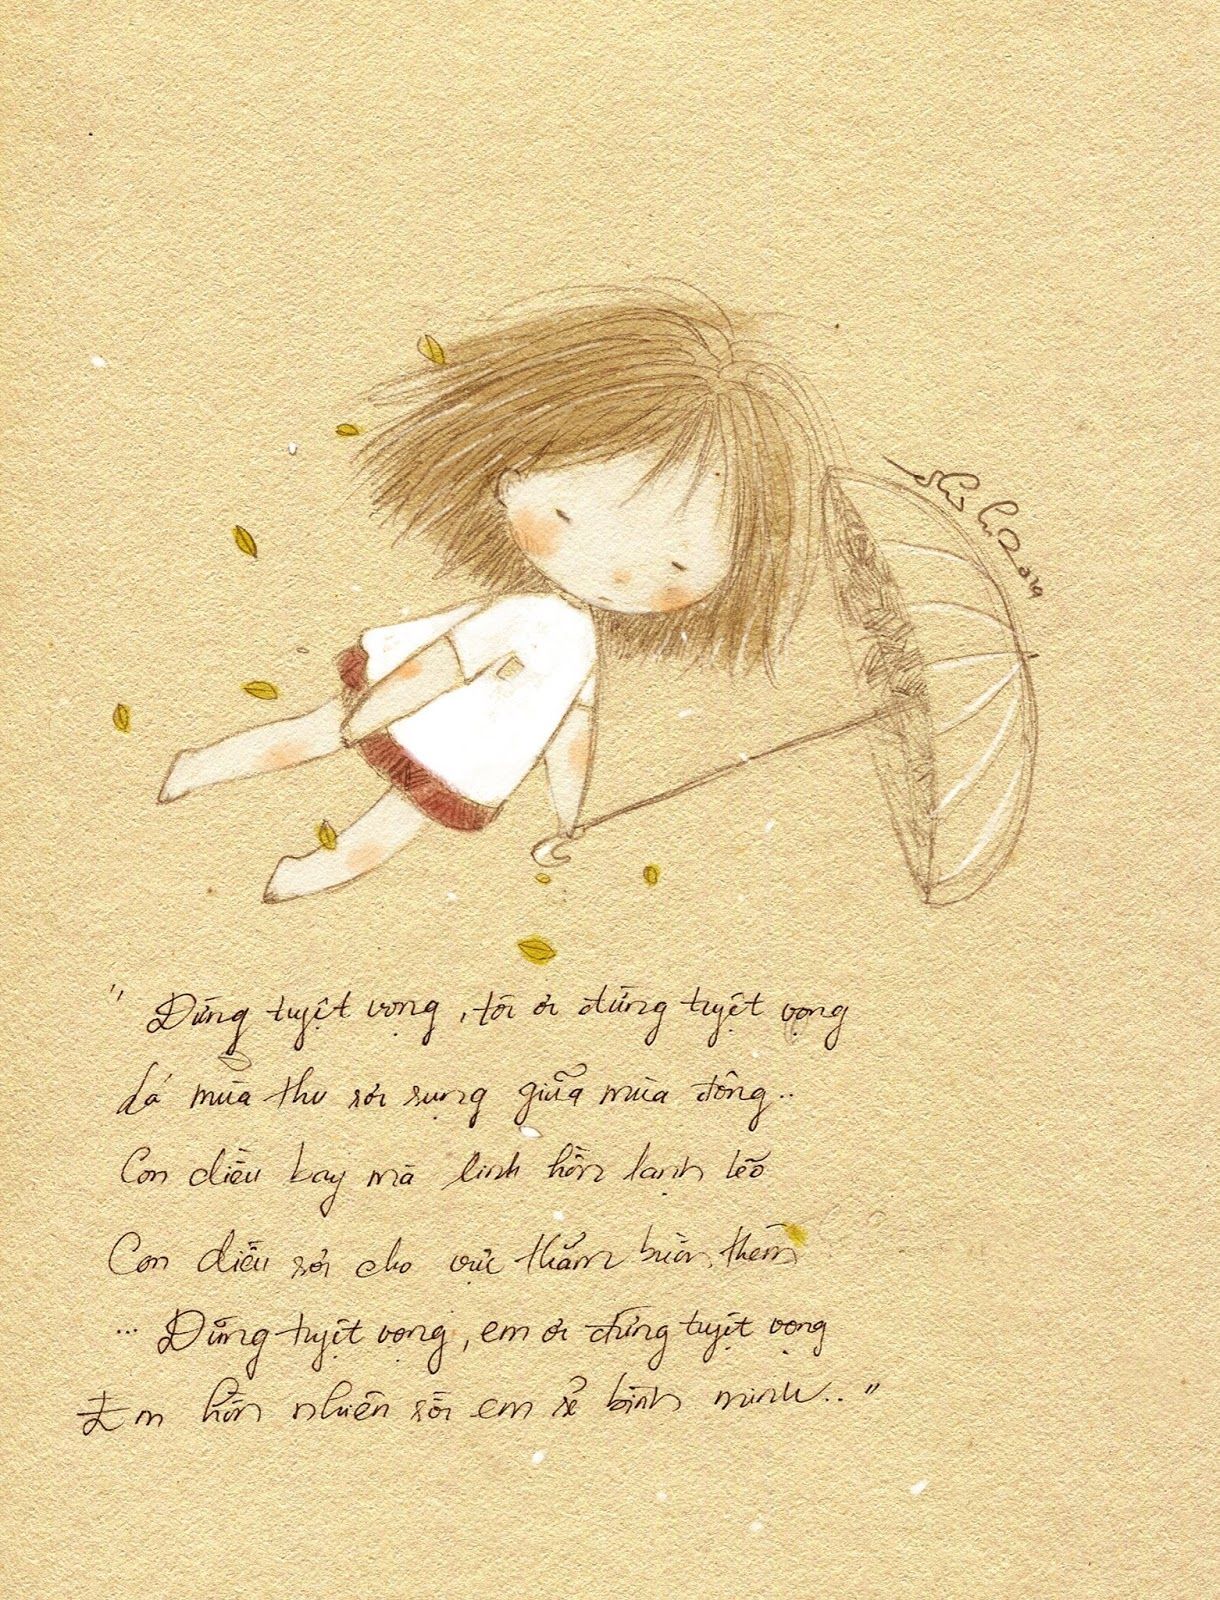 " Đừng tuyệt vọng, tôi ơi đừng tuyệt vọng
Lá mùa thu rơi rụng giữa mùa đông..
Con diều bay mà linh hồn lạnh lẽo
Con diều rơi cho vực thẳm buồn thêm
... Đừng tuyệt vọng, em ơi đừng tuyệt vọng
Em hồn nhiên rồi em sẽ bình minh.. "